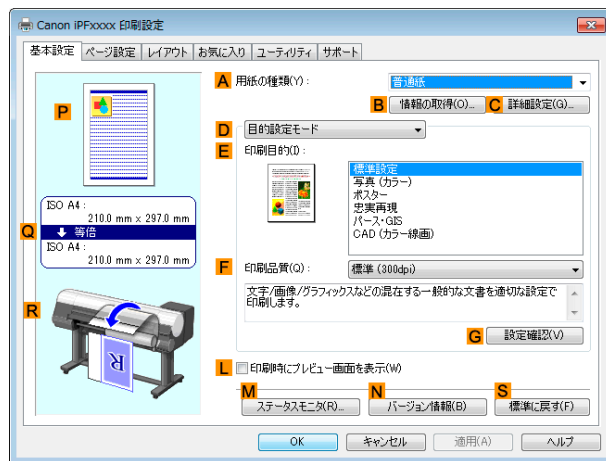 Canon iPFxxxx 印刷設定
基本設定 ページ設定 レイアウト お気に入り ユーティリティ サポート
A 用紙の種類(Y): 普通紙
B 情報の取得(O)... C 詳細設定(G)...
P
D 目的設定モード
E 印刷目的(I):
標準設定
写真 (カラー)
ポスター
忠実再現
パース・GIS
CAD (カラー線画)
ISO A4 :
210.0 mm x 297.0 mm
Q 等倍
ISO A4 :
210.0 mm x 297.0 mm
F 印刷品質(Q): 標準 (300dpi)
文字/画像/グラフィックスなどの混在する一般的な文書を適切な設定で
印刷します。
R
G 設定確認(V)
R
L 印刷時にプレビュー画面を表示(W)
M N S
ステータスモニタ(R)... バージョン情報(B) 標準に戻す(F)
OK キャンセル 適用(A) ヘルプ